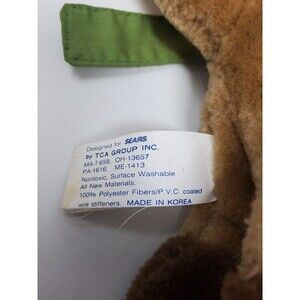 Designed for SEARS
by TCA GROUP INC.
MA-T-658. OH-13657
PA-1616. ME-1413
Nontoxic, Surface Washable
All New Materials.
100% Polyester Fibers/P.V.C. coated
wire stiffeners. MADE IN KOREA